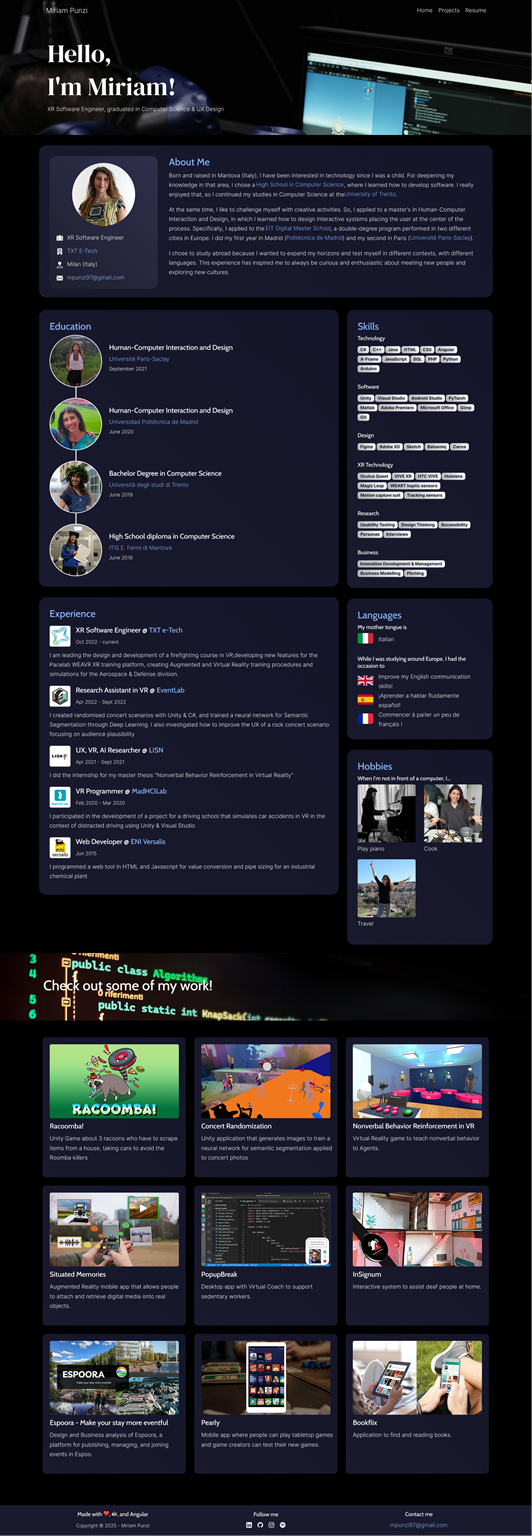 Miriam Punzi
Home Projects Resume
Hello,
I'm Miriam!
XR Software Engineer, graduated in Computer Science & UX Design
XR Software Engineer
TXT E-Tech
Milan (Italy)
mpunzi97@gmail.com
About Me
Born and raised in Mantova (Italy), I have been interested in technology since I was a child. For deepening my
knowledge in that area, I chose a High School in Computer Science, where I learned how to develop software. I really
enjoyed that, so I continued my studies in Computer Science at theUniversity of Trento.
At the same time, I like to challenge myself with creative activities. So, I applied to a master's in Human-Computer
Interaction and Design, in which I learned how to design interactive systems placing the user at the center of the
process. Specifically, I applied to the EIT Digital Master School, a double-degree program performed in two different
cities in Europe. I did my first year in Madrid (Politécnica de Madrid) and my second in Paris (Université Paris-Saclay).
I chose to study abroad because I wanted to expand my horizons and test myself in different contexts, with different
languages. This experience has inspired me to always be curious and enthusiastic about meeting new people and
exploring new cultures.
Education
Human-Computer Interaction and Design
Université Paris-Saclay
September 2021
Human-Computer Interaction and Design
Universidad Politécnica de Madrid
June 2020
Bachelor Degree in Computer Science
Università degli studi di Trento
June 2019
High School diploma in Computer Science
ITIS E. Fermi di Mantova
June 2016
Skills
Technology
C# C++ Java HTML CSS Angular
A-Frame JavaScript SQL PHP Python
Arduino
Software
Unity Visual Studio Android Studio PyTorch
Matlab Adobe Premiere Microsoft Office Gimp
Git
Design
Figma Adobe XD Sketch Balsamiq Canva
XR Technology
Oculus Quest VIVE XR HTC VIVE Hololens
Magic Leap WEART haptic sensors
Motion capture suit Tracking sensors
Research
Usability Testing Design Thinking Accessibility
Personas Interviews
Business
Innovation Development & Management
Business Modelling Pitching
Experience
XR Software Engineer @ TXT e-Tech
Oct 2022 - current
I am leading the design and development of a firefighting course in VR,developing new features for the
Pacelab WEAVR XR training platform, creating Augmented and Virtual Reality training procedures and
simulations for the Aerospace & Defense division.
Research Assistant in VR @ EventLab
Apr 2022 - Sept 2022
I created randomised concert scenarios with Unity & C#, and trained a neural network for Semantic
Segmentation through Deep Learning. I also investigated how to improve the UX of a rock concert scenario
focusing on audience plausibility
LISN
UX, VR, AI Researcher @ LISN
Apr 2021 - Sept 2021
I did the internship for my master thesis "Nonverbal Behavior Reinforcement in Virtual Reality"
VR Programmer @ MadHCILab
Feb 2020 - Mar 2020
I participated in the development of a project for a driving school that simulates car accidents in VR in the
context of distracted driving using Unity & Visual Studio
versalis
Web Developer @ ENI Versalis
Jun 2015
I programmed a web tool in HTML and Javascript for value conversion and pipe sizing for an industrial
chemical plant
Languages
My mother tongue is
Italian
While I was studying around Europe, I had the
occasion to
Improve my English communication
skills!
¡Aprender a hablar fluidamente
español!
Commencer à parler un peu de
français !
Hobbies
When I'm not in front of a computer, I...
Play piano
Cook
Travel
3
4
5
6
riferimenti
public class Algorithm
0 riferimenti
public static int KnapSack(int
Check out some of my work!
RACOOMBA!
Racoomba!
Unity Game about 3 racoons who have to scrape
items from a house, taking care to avoid the
Roomba killers
Concert Randomization
Unity application that generates images to train a
neural network for semantic segmentation applied
to concert photos
Nonverbal Behavior Reinforcement in VR
Virtual Reality game to teach nonverbal behavior
to Agents.
Situated Memories
Augmented Reality mobile app that allows people
to attach and retrieve digital media onto real
objects.
PopupBreak
Desktop app with Virtual Coach to support
sedentary workers.
InSignum
Interactive system to assist deaf people at home.
ESPOORA
Espoora - Make your stay more eventful
Design and Business analysis of Espoora, a
platform for publishing, managing, and joining
events in Espoo.
Pearly
Mobile app where people can play tabletop games
and game creators can test their new games.
Bookflix
Application to find and reading books.
Made with ❤️, 🎮, and Angular
Copyright © 2025 - Miriam Punzi
Follow me
Contact me
mpunzi97@gmail.com